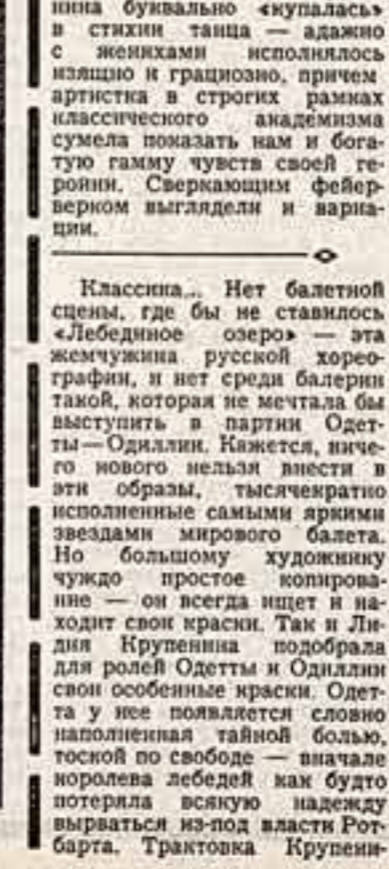 нина буквально «купалась»
в стихии танца — адажио
с женихами исполнялось
изящно и грациозно, причем
артистка в строгих рамках
классического академизма
сумела показать нам и бога-
тую гамму чувств своей ге-
роини. Сверкающим фейер-
верком выглядели и вариа-
ции.
Классика... Нет балетной
сцены, где бы не ставилось
«Лебединое озеро» — эта
жемчужина русской хорео-
графии, и нет среди балерин
такой, которая не мечтала бы
выступить в партии Одет-
ты—Одиллии. Кажется, ниче-
го нового нельзя внести в
эти образы, тысячекратно
исполненные самыми яркими
звездами мирового балета.
Но большому художнику
чуждо простое копирова-
ние — он всегда ищет и на-
ходит свои краски. Так и Ли-
дия Крупенина подобрала
для ролей Одетты и Одиллии
свои особенные краски. Одет-
та у нее появляется словно
наполненная тайной болью,
тоской по свободе — вначале
королева лебедей как будто
потеряла всякую надежду
вырваться из-под власти Рот-
барта. Трактовка Крупени-